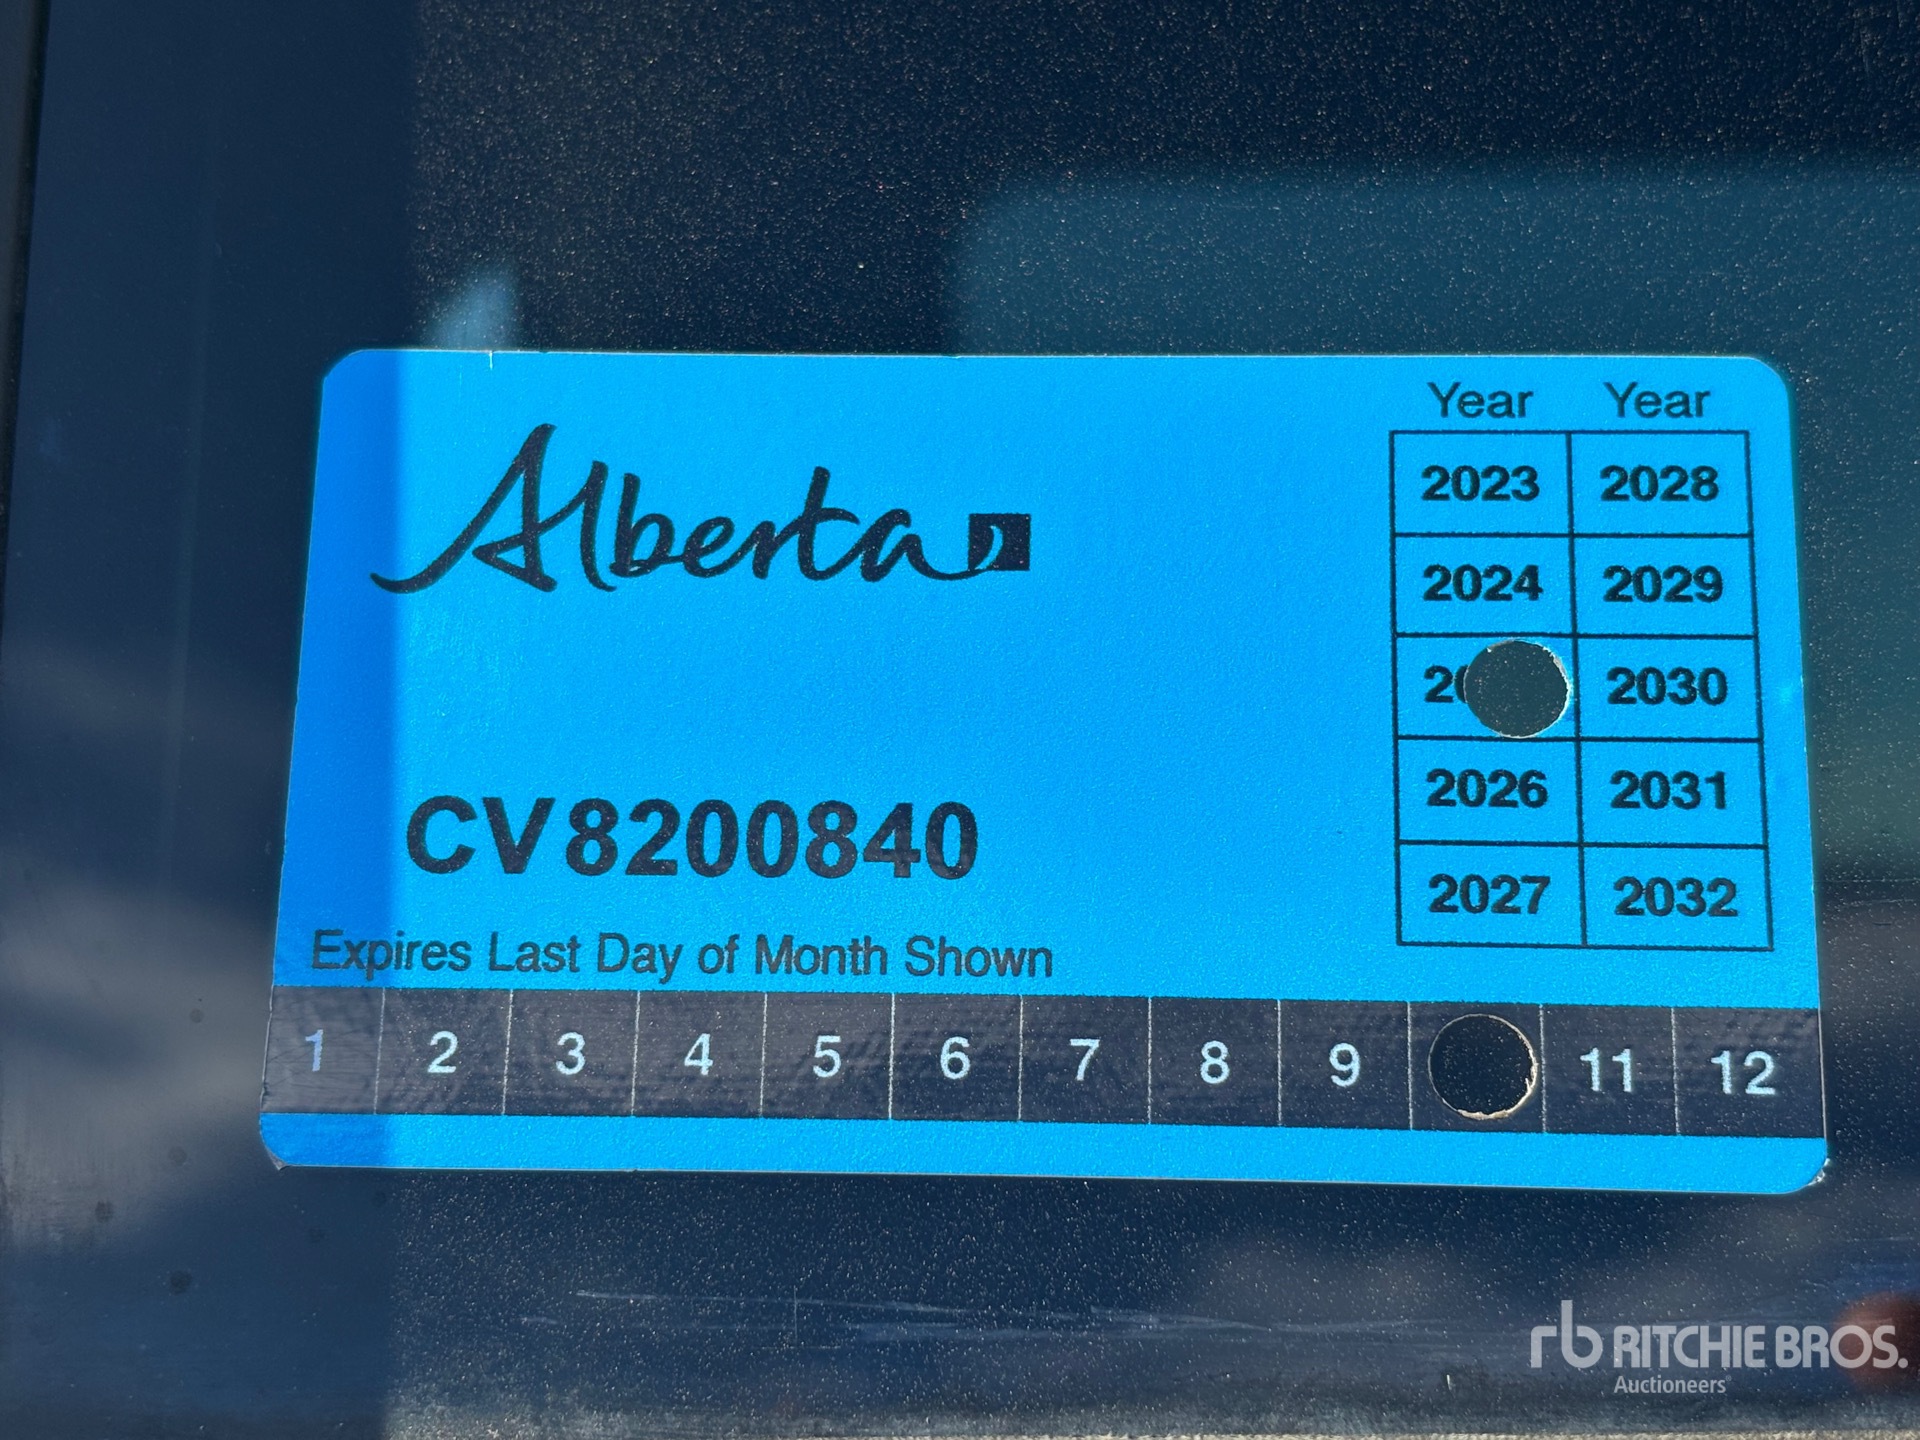 Alberta
Year Year
2023 2028
2024 2029
2030
2026 2031
2027 2032
CV8200840
Expires Last Day of Month Shown
1 2 3 4 5 6 7 8 9 11 12
rb RITCHIE BROS.
Auctioneers